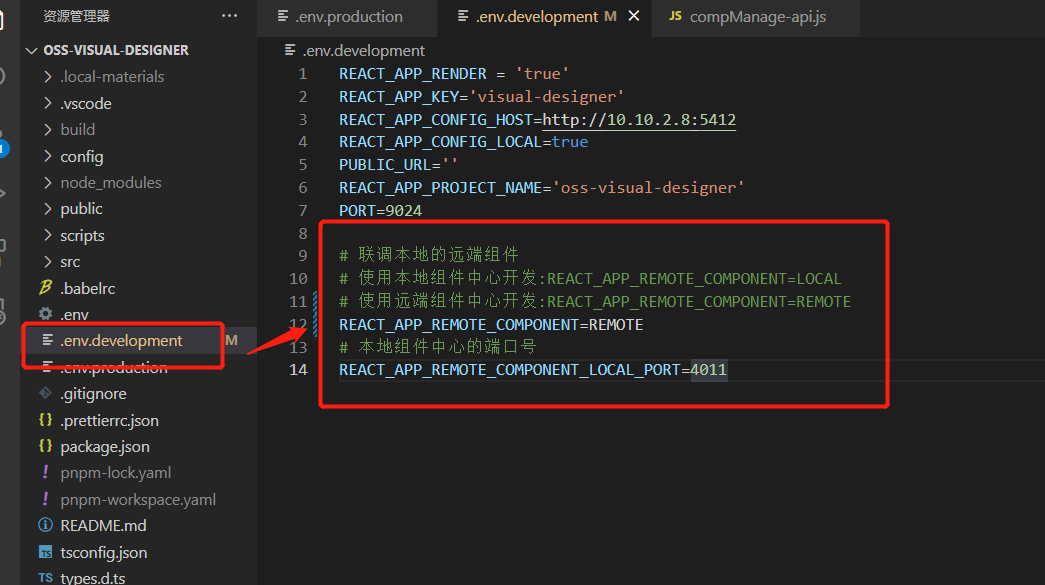 资源管理器
···
OSS-VISUAL-DESIGNER
.local-materials
.vscode
build
config
node_modules
public
scripts
src
.babelrc
.env
.env.development M
.env.production
.gitignore
{} .prettierrc.json
{} package.json
! pnpm-lock.yaml
! pnpm-workspace.yaml
README.md
TS tsconfig.json
TS types.d.ts
.env.production
.env.development M
JS compManage-api.js
.env.development
1 REACT_APP_RENDER = 'true'
2 REACT_APP_KEY='visual-designer'
3 REACT_APP_CONFIG_HOST=http://10.10.2.8:5412
4 REACT_APP_CONFIG_LOCAL=true
5 PUBLIC_URL=''
6 REACT_APP_PROJECT_NAME='oss-visual-designer'
7 PORT=9024
8
9 # 联调本地的远端组件
10 # 使用本地组件中心开发:REACT_APP_REMOTE_COMPONENT=LOCAL
11 # 使用远端组件中心开发:REACT_APP_REMOTE_COMPONENT=REMOTE
12 REACT_APP_REMOTE_COMPONENT=REMOTE
13 # 本地组件中心的端口号
14 REACT_APP_REMOTE_COMPONENT_LOCAL_PORT=4011